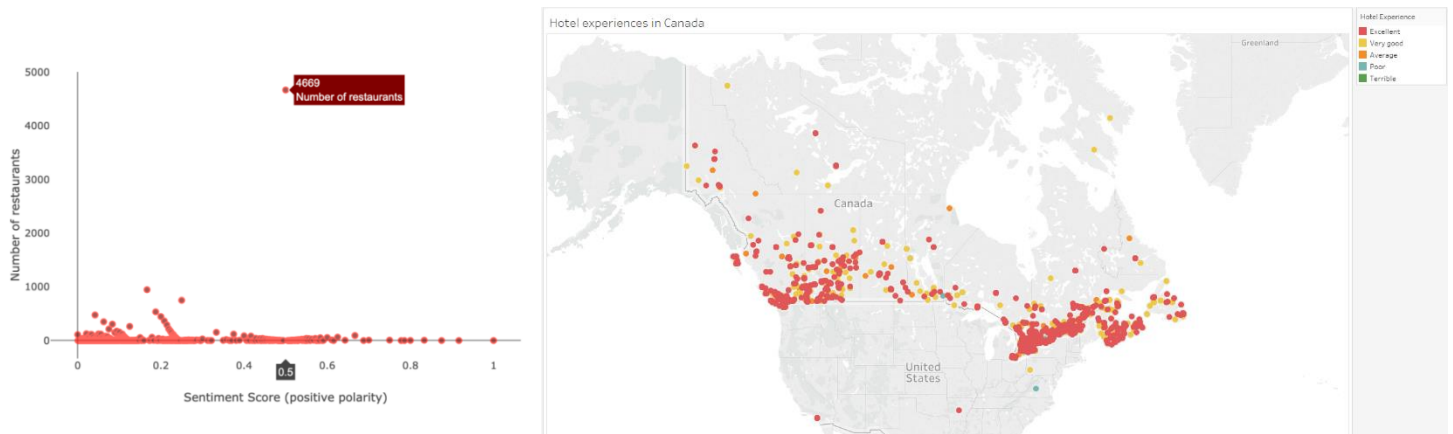 5000
4000
3000
2000
1000
0
Number of restaurants
4669
Number of restaurants
0
0.2
0.4
0.5
0.6
0.8
1
Sentiment Score (positive polarity)
Hotel experiences in Canada
Greenland
Canada
United
States
Hotel Experience
Excellent
Very good
Average
Poor
Terrible